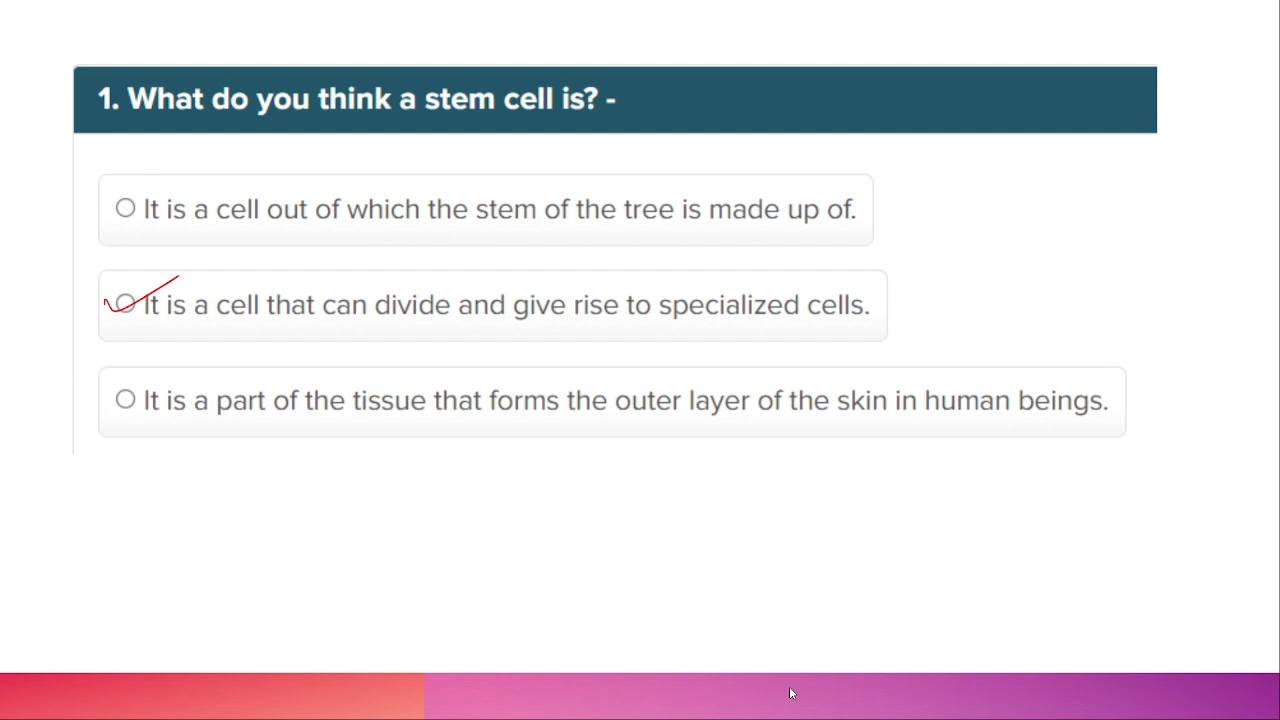 1. What do you think a stem cell is? -
It is a cell out of which the stem of the tree is made up of.
It is a cell that can divide and give rise to specialized cells.
It is a part of the tissue that forms the outer layer of the skin in human beings.